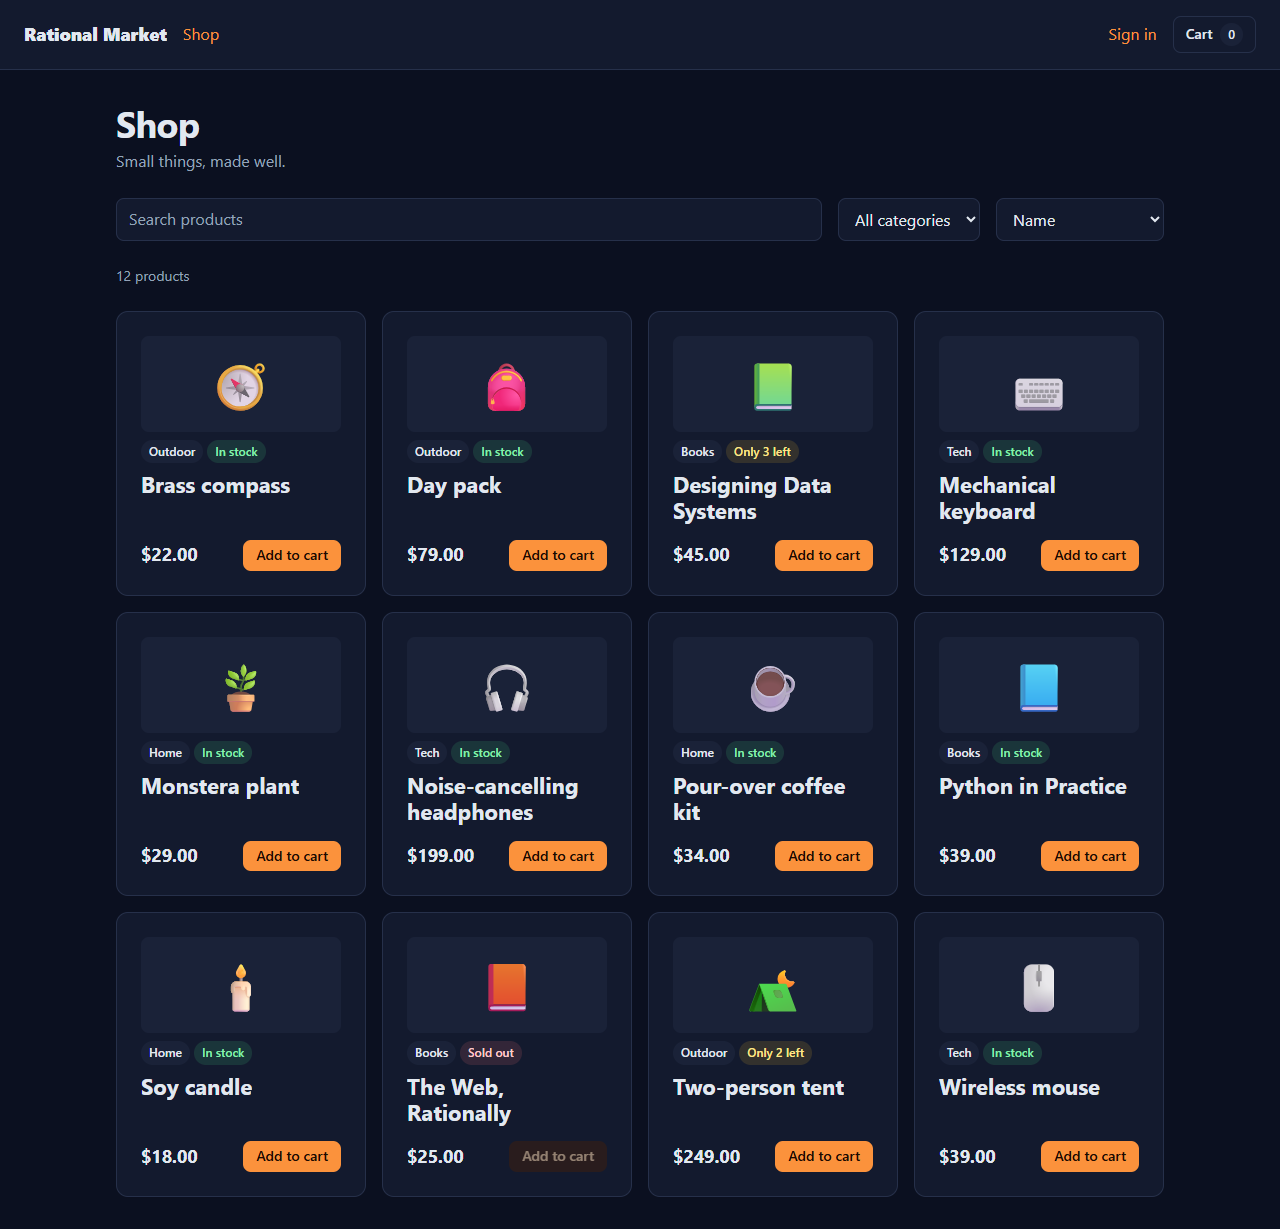 Rational Market Shop Sign in Cart 0
Shop
Small things, made well.
Search products All categories Name
12 products
Outdoor In stock
Brass compass
$22.00 Add to cart
Outdoor In stock
Day pack
$79.00 Add to cart
Books Only 3 left
Designing Data
Systems
$45.00 Add to cart
Tech In stock
Mechanical
keyboard
$129.00 Add to cart
Home In stock
Monstera plant
$29.00 Add to cart
Tech In stock
Noise-cancelling
headphones
$199.00 Add to cart
Home In stock
Pour-over coffee
kit
$34.00 Add to cart
Books In stock
Python in Practice
$39.00 Add to cart
Home In stock
Soy candle
$18.00 Add to cart
Books Sold out
The Web,
Rationally
$25.00 Add to cart
Outdoor Only 2 left
Two-person tent
$249.00 Add to cart
Tech In stock
Wireless mouse
$39.00 Add to cart